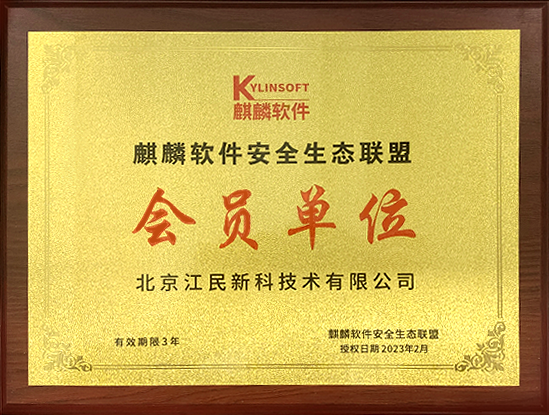 KYLINSOFT
麒麟软件
麒麟软件安全生态联盟
会员单位
北京江民新科技术有限公司
有效期限3年
麒麟软件安全生态联盟
授权日期2023年2月